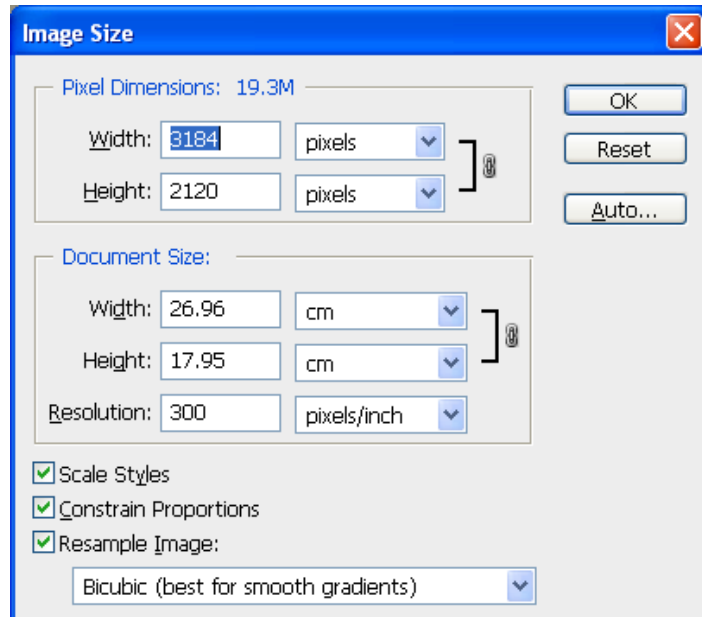 Image Size
Pixel Dimensions: 19.3M
OK
Width: 3184 pixels
Reset
Height: 2120 pixels
Auto...
Document Size:
Width: 26.96 cm
Height: 17.95 cm
Resolution: 300 pixels/inch
Scale Styles
Constrain Proportions
Resample Image:
Bicubic (best for smooth gradients)